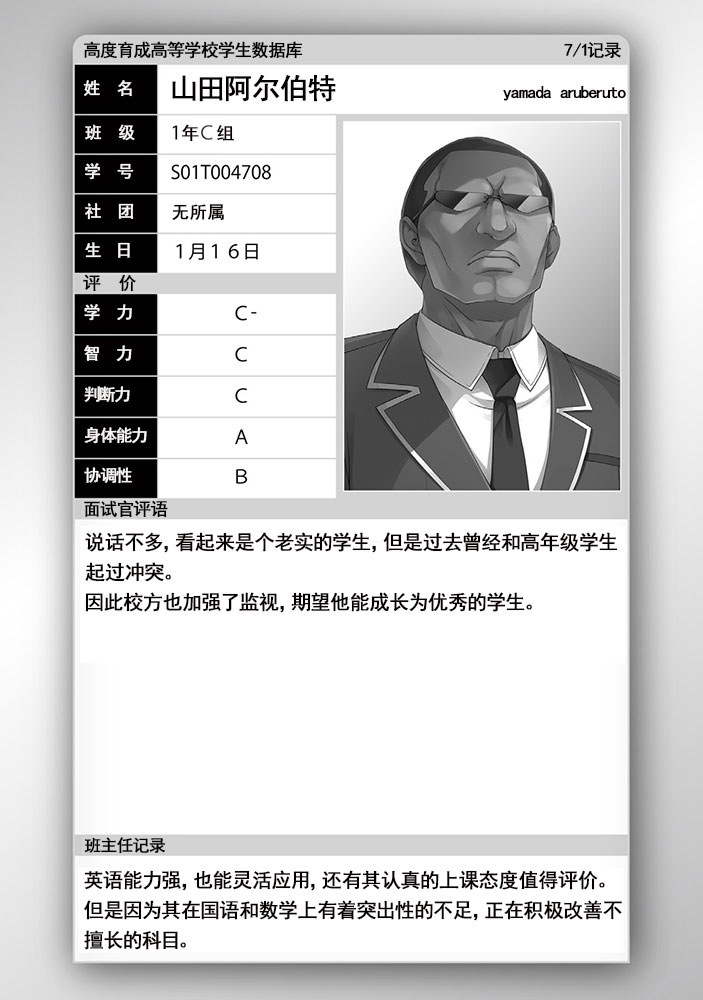 高度育成高等学校学生数据库 7/1记录
姓 名 山田阿尔伯特 yamada aruberuto
班 级 1年C组
学 号 S01T004708
社 团 无所属
生 日 1月16日
评 价
学 力 C-
智 力 C
判断力 C
身体能力 A
协调性 B
面试官评语
说话不多, 看起来是个老实的学生, 但是过去曾经和高年级学生
起过冲突。
因此校方也加强了监视, 期望他能成长为优秀的学生。
班主任记录
英语能力强, 也能灵活应用, 还有其认真的上课态度值得评价。
但是因为其在国语和数学上有着突出性的不足, 正在积极改善不
擅长的科目。